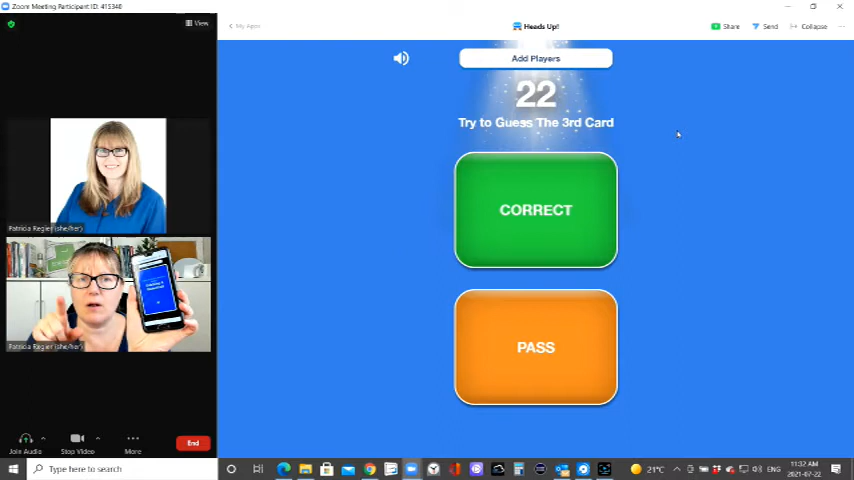 Zoom Meeting Participant ID: 415340
View
My Apps
Heads Up!
Share
Send
Collapse
Add Players
22
Try to Guess The 3rd Card
CORRECT
PASS
Patricia Regier (she/her)
Patricia Regier (she/her)
Join Audio
Stop Video
More
End
Type here to search
21°C
ENG
11:32 AM
2021-07-22